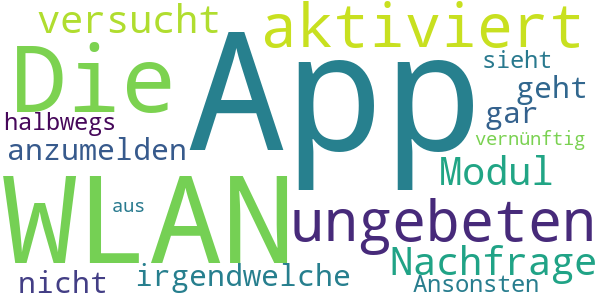 versucht aktiviert
Die App sieht
geht
halbwegs gar
anzumelden vernünftig
Modul
WLAN aus ungebeten
Nachfrage
nicht irgendwelche Ansonsten